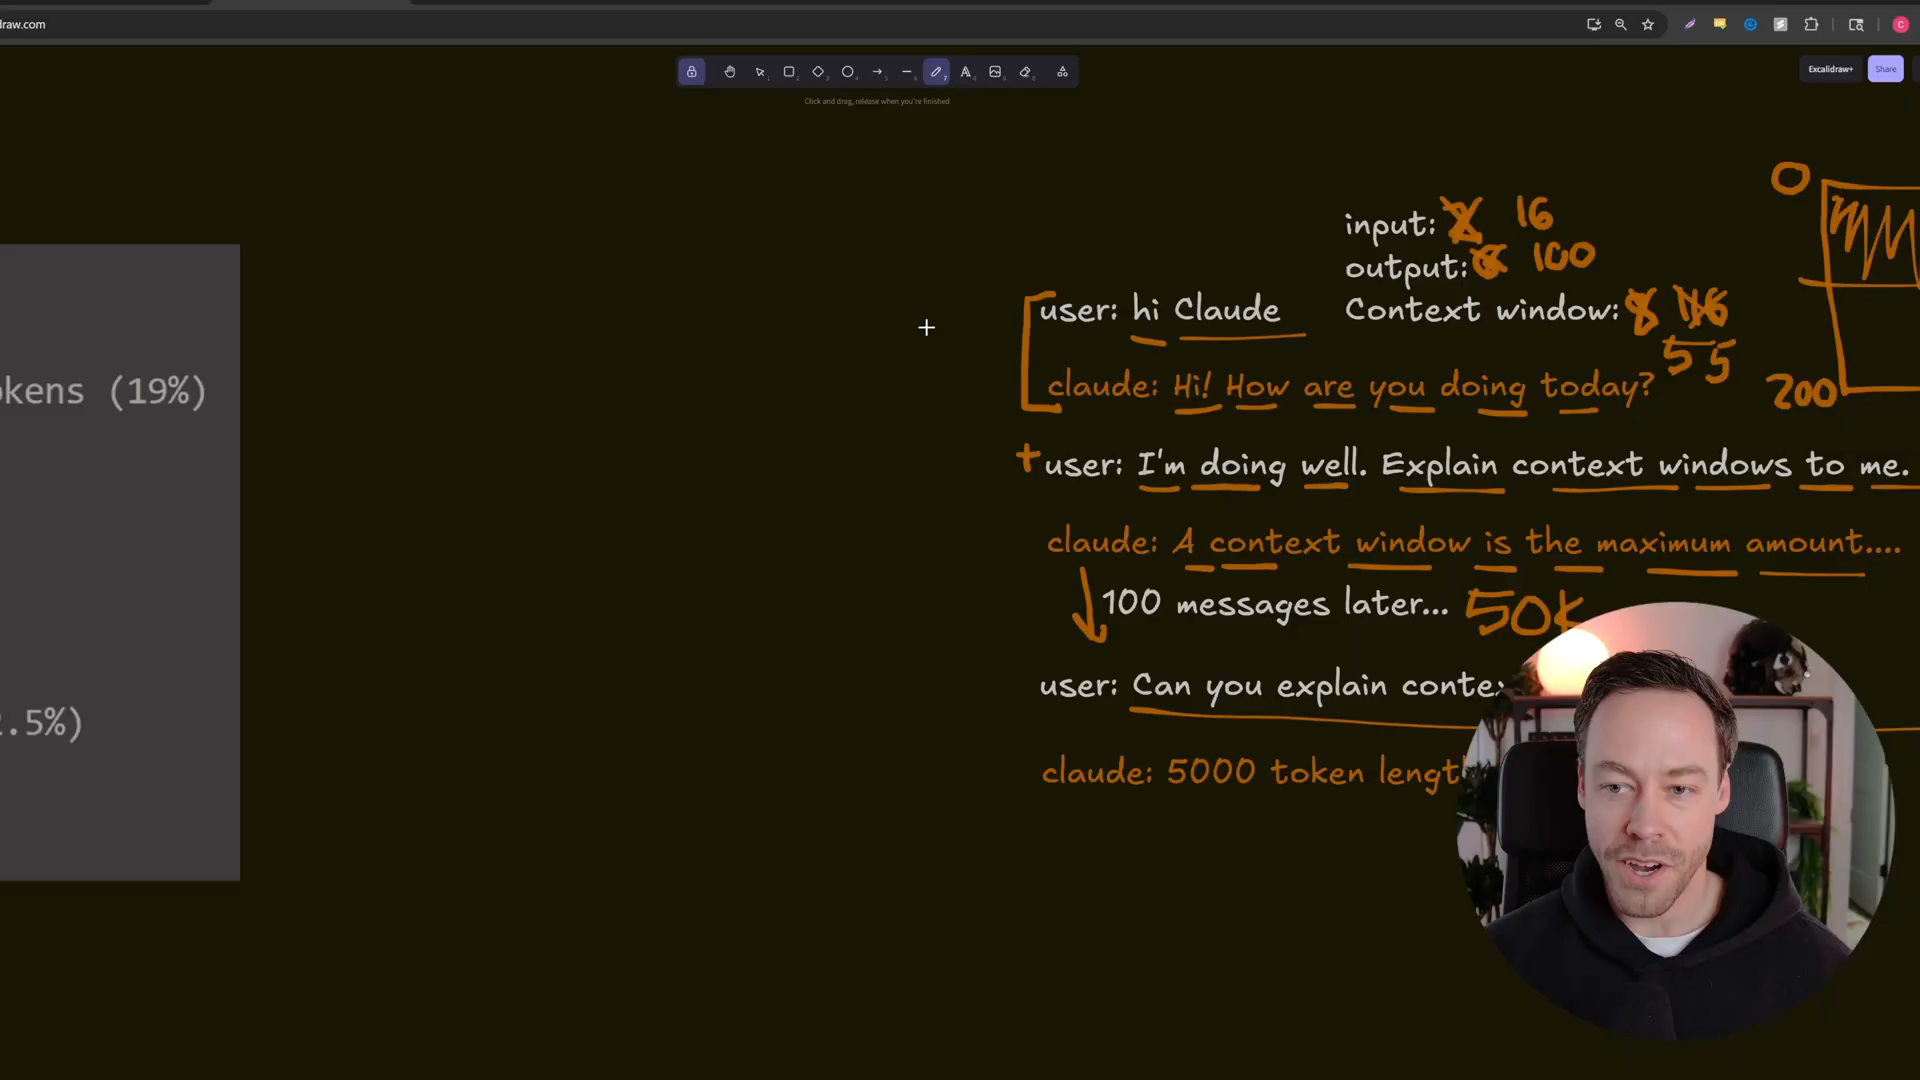 raw.com
Excalidraw+
Share
Click and drag, release when you're finished
okens (19%)
.5%)
input: 16
output: 100
Context window:
55
user: hi Claude
claude: Hi! How are you doing today?
+ user: I'm doing well. Explain context windows to me.
claude: A context window is the maximum amount....
100 messages later... 50K
user: Can you explain contex
claude: 5000 token lengt
0
200